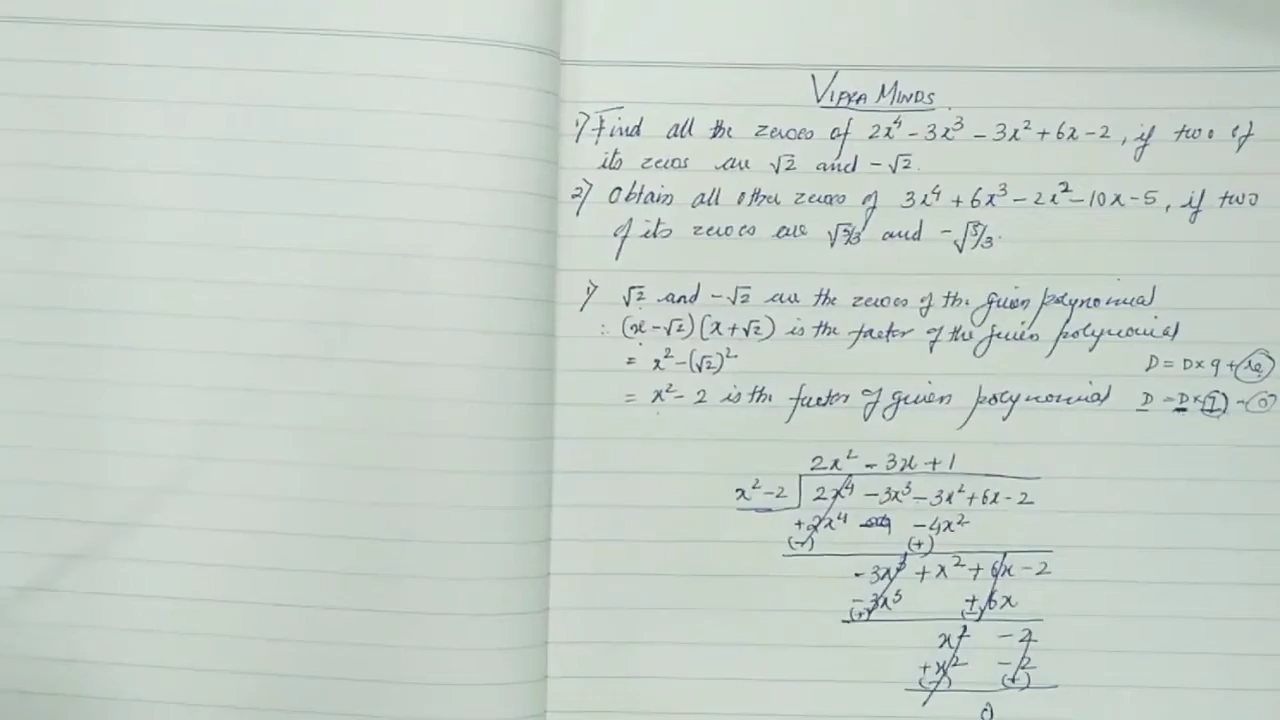 VIPRA MINDS
1) Find all the zeroes of 2x⁴ - 3x³ - 3x² + 6x - 2, if two of
its zeros are √2 and -√2.
2) Obtain all other zeroes of 3x⁴ + 6x³ - 2x² - 10x - 5, if two
of its zeroes are √5/3 and -√5/3.
1) √2 and -√2 are the zeroes of the given polynomial
∴ (x - √2) (x + √2) is the factor of the given polynomial
= x² - (√2)²
D = D × q +
= x² - 2 is the factor of given polynomial
D = D ×
2x² - 3x + 1
x² - 2 ) 2x⁴ - 3x³ - 3x² + 6x - 2
+2x⁴ - 4x²
(-) (+)
- 3x³ + x² + 6x - 2
- 3x³ + 6x
(+) (-)
x² - 2
+x² - 2
(-) (+)
0